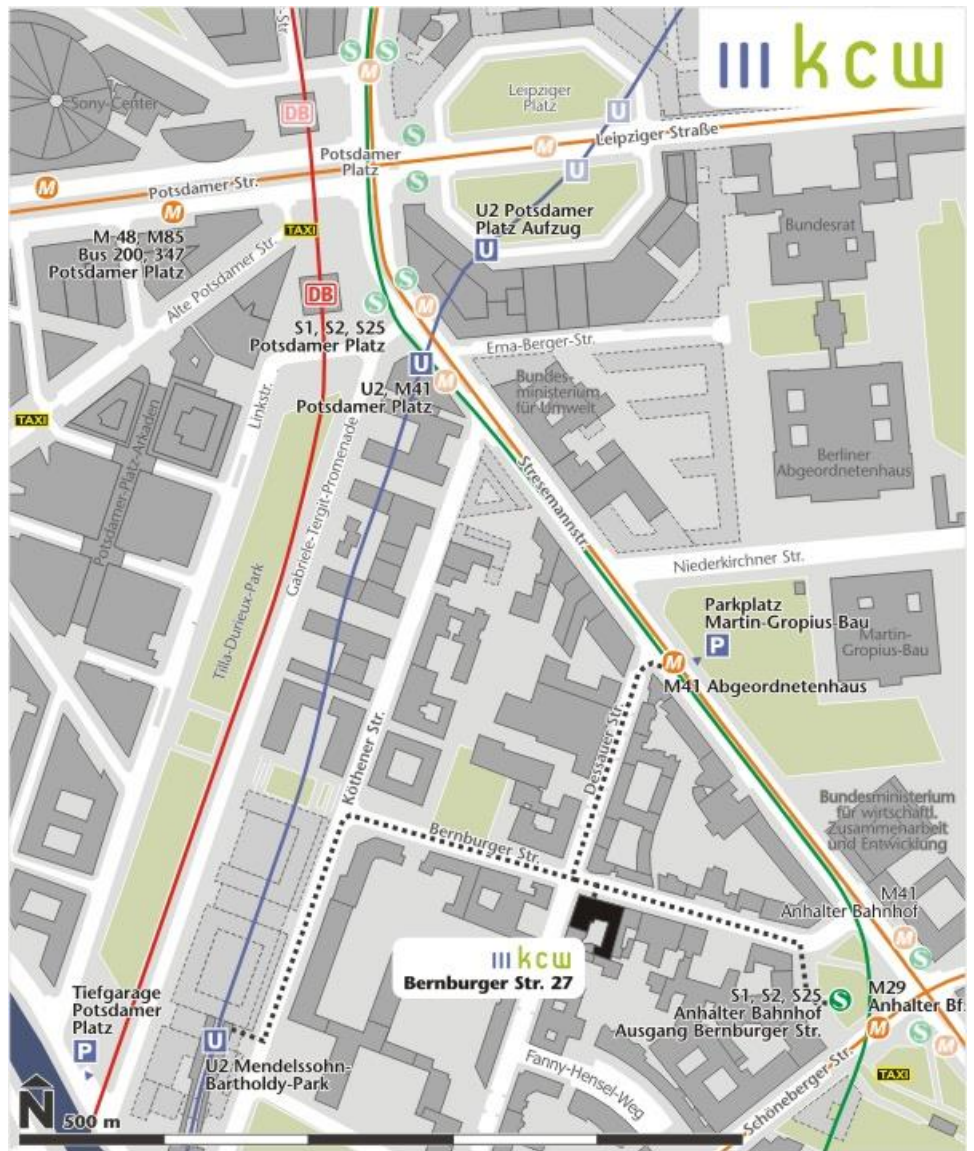 -Str.
S
S
M
kcw
Sony-Center
DB
Leipziger
Platz
U
S
M
Leipziger Straße
Potsdamer
Platz
S
U
M
Potsdamer Str.
M
U2 Potsdamer
Platz Aufzug
U
Bundesrat
TAXI
M-48, M85
Bus 200, 347
Potsdamer Platz
Alte Potsdamer Str.
DB
S
S
M
S1, S2, S25
Potsdamer Platz
Erna-Berger-Str.
U
M
U2, M41
Potsdamer Platz
Bundes-
ministerium
für Umwelt
Linkstr.
TAXI
Potsdamer-Platz-Arkaden
Gabriele-Tergit-Promenade
Berliner
Abgeordnetenhaus
Stresemannstr.
Niederkirchner Str.
Tilla-Durieux-Park
Parkplatz
Martin-Gropius-Bau
P
Martin-
Gropius-Bau
M
M41 Abgeordnetenhaus
Köthener Str.
Dessauer Str.
Bernburger Str.
Bundesministerium
für wirtschaftl.
Zusammenarbeit
und Entwicklung
M41
Anhalter Bahnhof
M
S
kcw
Bernburger Str. 27
S1, S2, S25
Anhalter Bahnhof
Ausgang Bernburger Str.
S
M29
Anhalter Bf.
M
S
M
Tiefgarage
Potsdamer
Platz
P
U
U2 Mendelssohn-
Bartholdy-Park
Fanny-Hensel-Weg
Schöneberger Str.
TAXI
N
500 m